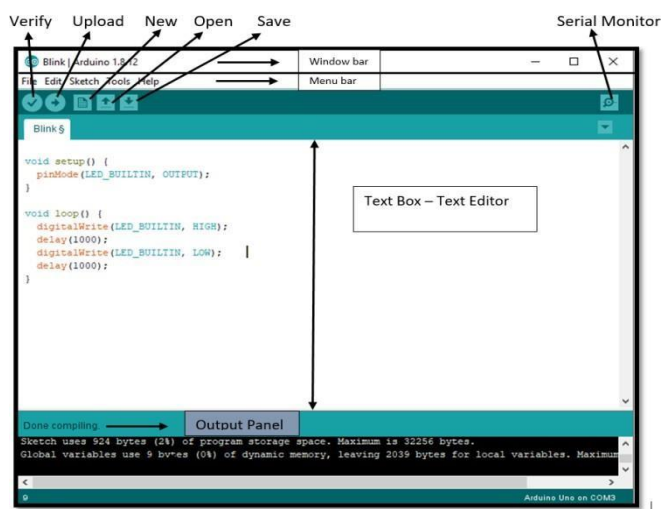 Verify Upload New Open Save Serial Monitor
Blink | Arduino 1.8.12 Window bar
File Edit Sketch Tools Help Menu bar
Blink §
void setup() {
pinMode(LED_BUILTIN, OUTPUT);
}
void loop() {
digitalWrite(LED_BUILTIN, HIGH);
delay(1000);
digitalWrite(LED_BUILTIN, LOW);
delay(1000);
}
Text Box – Text Editor
Done compiling. Output Panel
Sketch uses 924 bytes (2%) of program storage space. Maximum is 32256 bytes.
Global variables use 9 bytes (0%) of dynamic memory, leaving 2039 bytes for local variables. Maximum
9 Arduino Uno on COM3